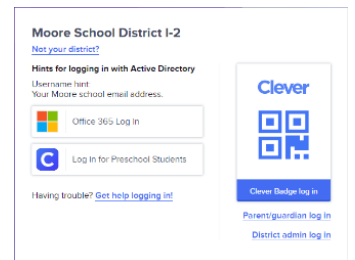 Moore School District I-2
Not your district?
Hints for logging in with Active Directory
Username hint
Your Moore school email address.
Office 365 Log In
Log In for Preschool Students
Having trouble? Get help logging in!
Clever
Clever Badge log in
Parent/guardian log in
District admin log in